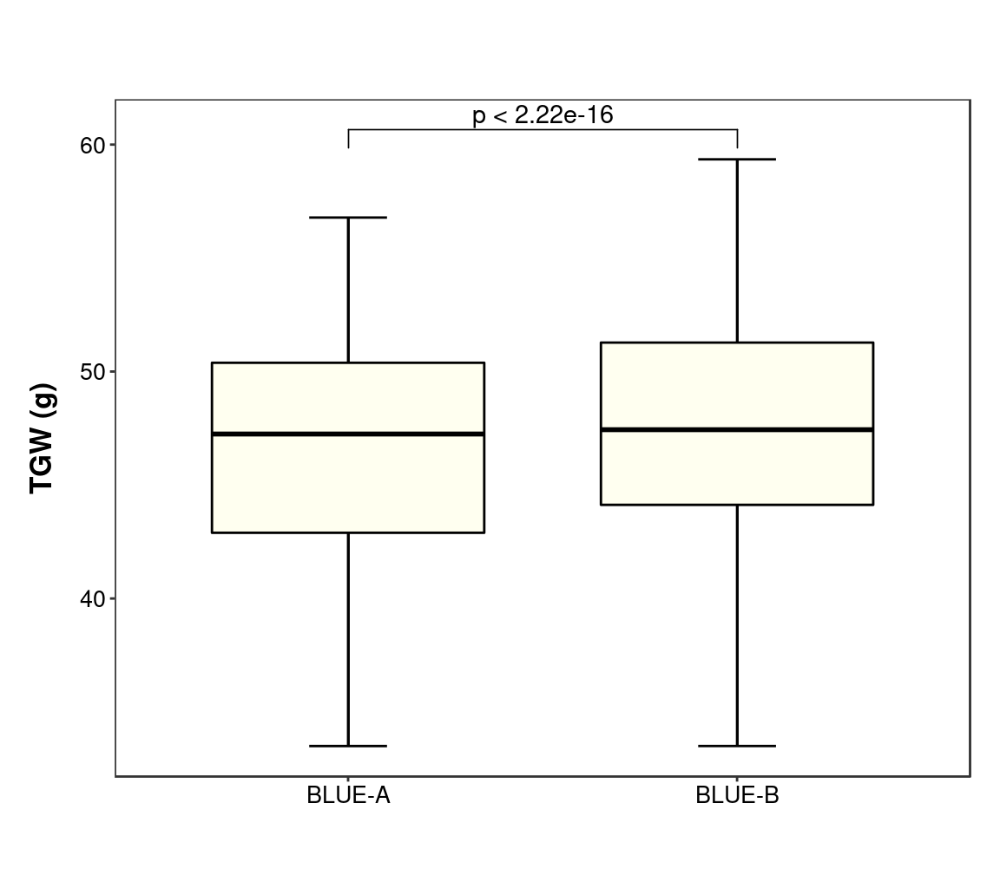 p < 2.22e-16
60
50
40
TGW (g)
BLUE-A
BLUE-B